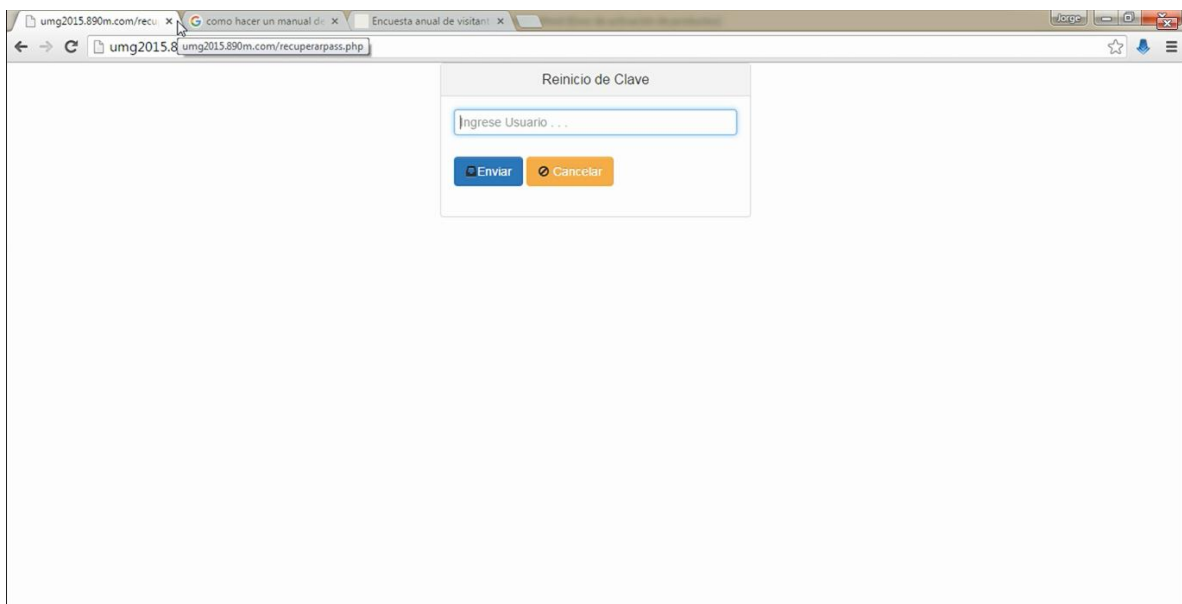 umg2015.890m.com/recu
como hacer un manual de
Encuesta anual de visitant
Jorge
umg2015.8
umg2015.890m.com/recuperarpass.php
Reinicio de Clave
Ingrese Usuario . . .
Enviar
Cancelar